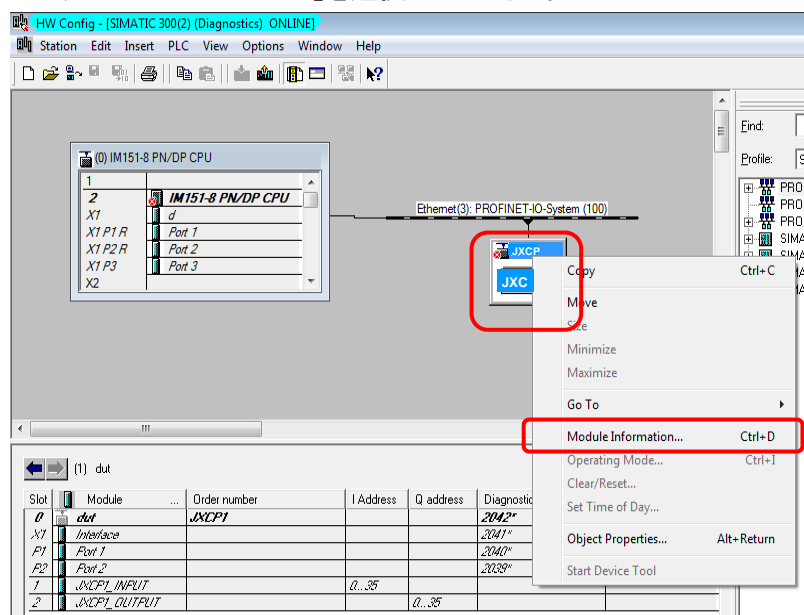 HW Config - [SIMATIC 300(2) (Diagnostics) ONLINE]
Station Edit Insert PLC View Options Window Help
(0) IM151-8 PN/DP CPU
1
2 IM151-8 PN/DP CPU
X1 d
X1 P1 R Port 1
X1 P2 R Port 2
X1 P3 Port 3
X2
Ethernet(3): PROFINET-IO-System (100)
JXCP
JXC
Copy Ctrl+C
Move
Size
Minimize
Maximize
Go To
Module Information... Ctrl+D
Operating Mode... Ctrl+I
Clear/Reset...
Set Time of Day...
Object Properties... Alt+Return
Start Device Tool
Find:
Profile:
PRO
PRO
PRO
SIMA
SIMA
(1) dut
Slot Module ... Order number I Address Q address Diagnostic
0 dut JXCP1 2042*
X1 Interface 2041*
P1 Port 1 2040*
P2 Port 2 2039*
1 JXCP1_INPUT 0...35
2 JXCP1_OUTPUT 0...35